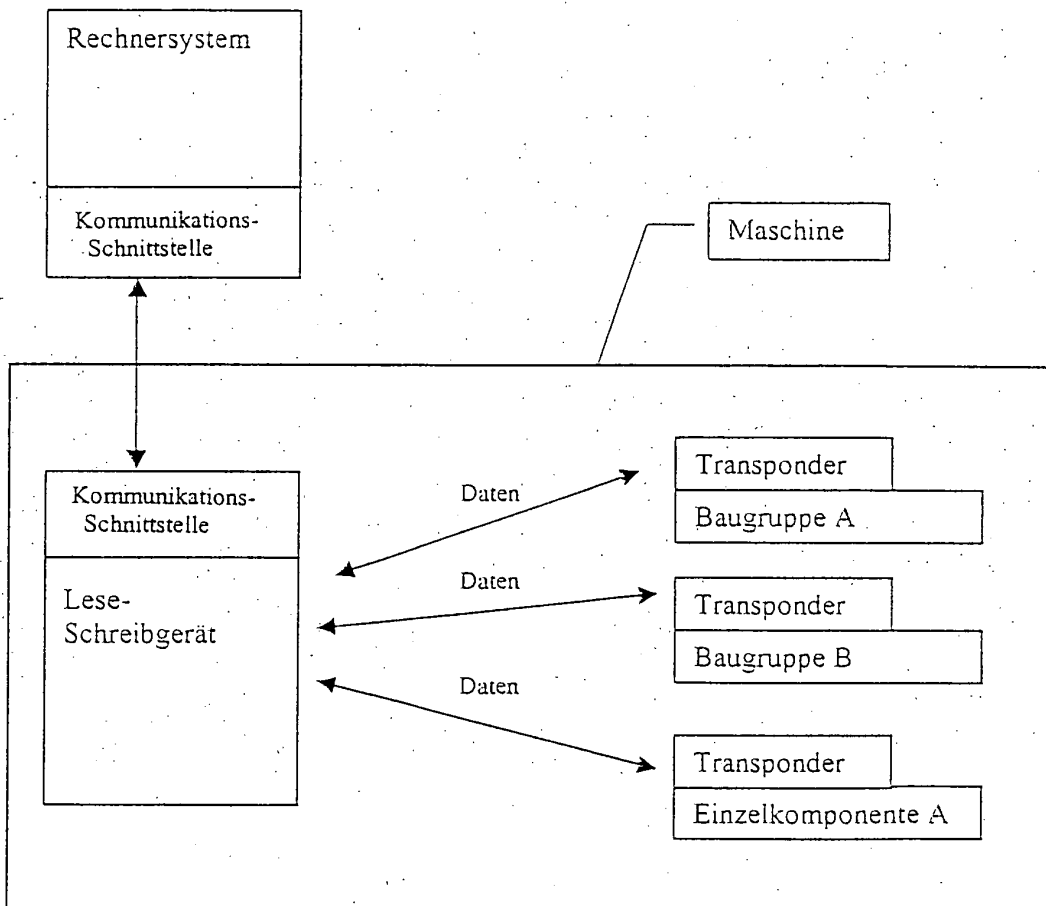 Rechnersystem
Kommunikations-
Schnittstelle
Maschine
Kommunikations-
Schnittstelle
Lese-
Schreibgerät
Daten
Daten
Daten
Transponder
Baugruppe A
Transponder
Baugruppe B
Transponder
Einzelkomponente A